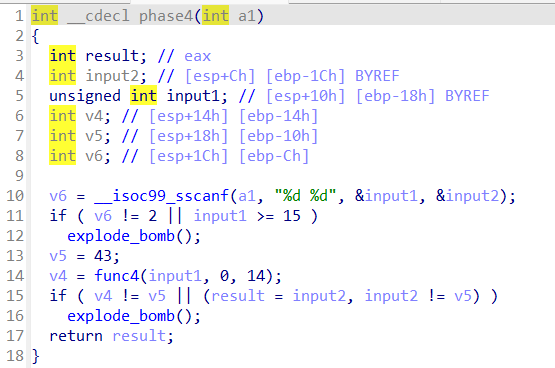 1 int __cdecl phase4(int a1)
2 {
3 int result; // eax
4 int input2; // [esp+Ch] [ebp-1Ch] BYREF
5 unsigned int input1; // [esp+10h] [ebp-18h] BYREF
6 int v4; // [esp+14h] [ebp-14h]
7 int v5; // [esp+18h] [ebp-10h]
8 int v6; // [esp+1Ch] [ebp-Ch]
9
10 v6 = __isoc99_sscanf(a1, "%d %d", &input1, &input2);
11 if ( v6 != 2 || input1 >= 15 )
12 explode_bomb();
13 v5 = 43;
14 v4 = func4(input1, 0, 14);
15 if ( v4 != v5 || (result = input2, input2 != v5) )
16 explode_bomb();
17 return result;
18 }